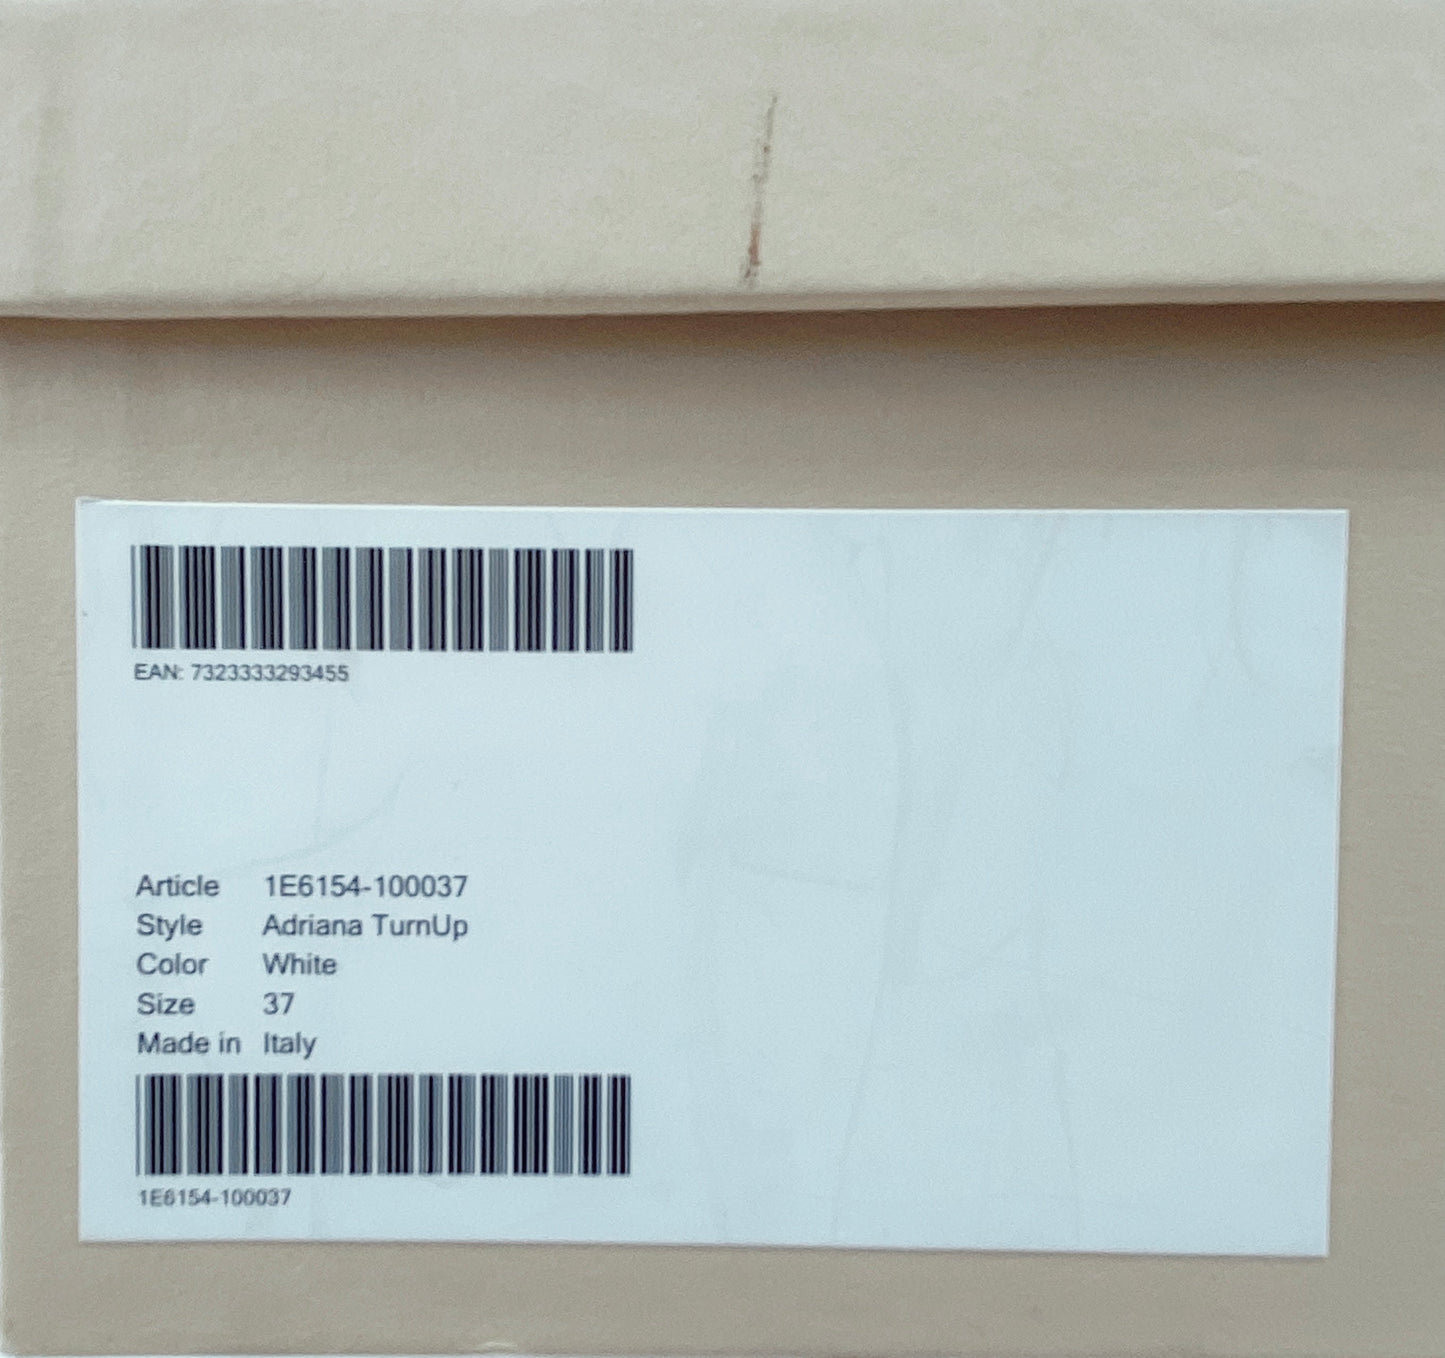 EAN: 7323333293455
Article 1E6154-100037
Style Adriana TurnUp
Color White
Size 37
Made in Italy
1E6154-100037